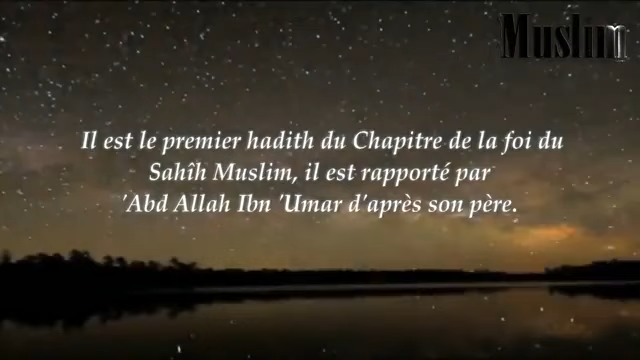 Muslim
Il est le premier hadith du Chapitre de la foi du
Sahîh Muslim, il est rapporté par
'Abd Allah Ibn 'Umar d'après son père.